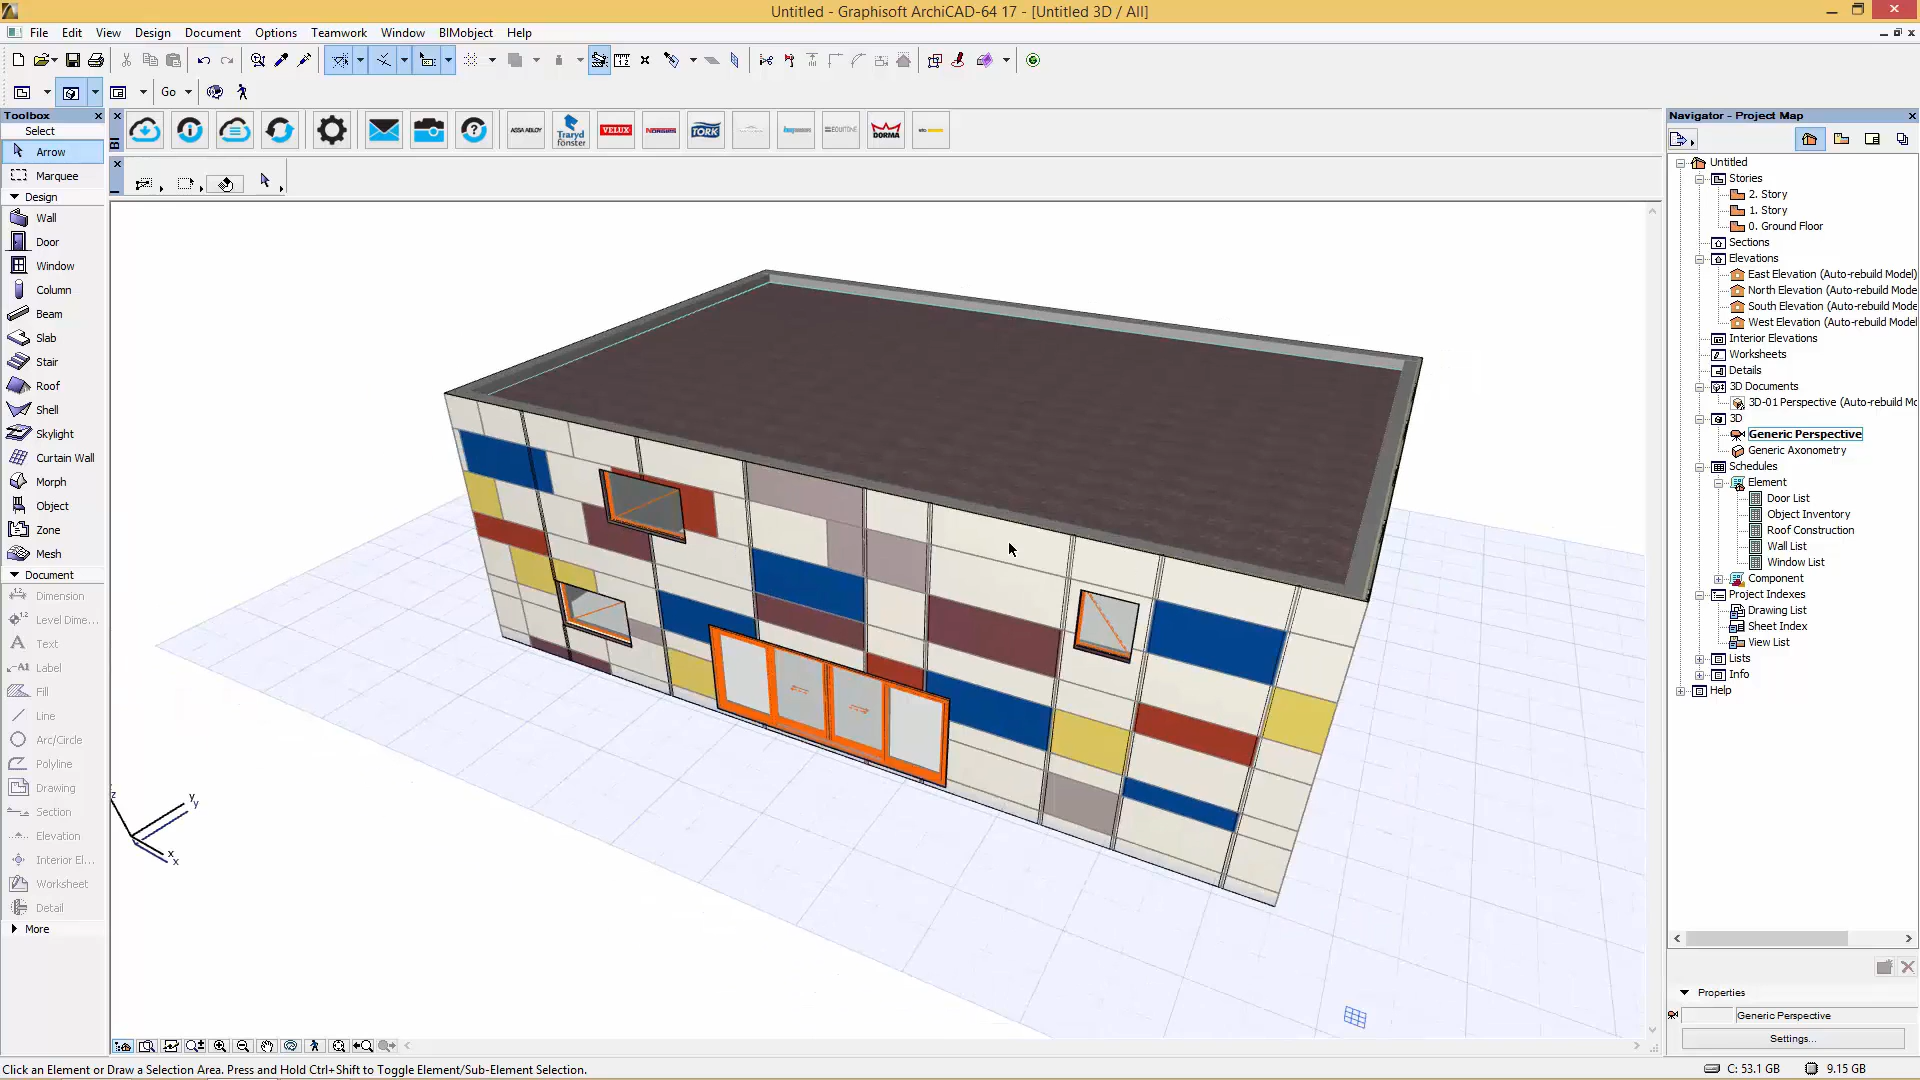 Untitled - Graphisoft ArchiCAD-64 17 - [Untitled 3D / All]
File Edit View Design Document Options Teamwork Window BIMobject Help
Go
Toolbox
Select
Arrow
Marquee
Design
Wall
Door
Window
Column
Beam
Slab
Stair
Roof
Shell
Skylight
Curtain Wall
Morph
Object
Zone
Mesh
Document
Dimension
Level Dime...
Text
Label
Fill
Line
Arc/Circle
Polyline
Drawing
Section
Elevation
Interior El...
Worksheet
Detail
More
ASSA ABLOY
Traryd
fönster
VELUX
TORK
EQUITONE
DORMA
z
y
y
x
x
Navigator - Project Map
Untitled
Stories
2. Story
1. Story
0. Ground Floor
Sections
Elevations
East Elevation (Auto-rebuild Model)
North Elevation (Auto-rebuild Mode
South Elevation (Auto-rebuild Mode
West Elevation (Auto-rebuild Model
Interior Elevations
Worksheets
Details
3D Documents
3D-01 Perspective (Auto-rebuild Mo
3D
Generic Perspective
Generic Axonometry
Schedules
Element
Door List
Object Inventory
Roof Construction
Wall List
Window List
Component
Project Indexes
Drawing List
Sheet Index
View List
Lists
Info
Help
Properties
Generic Perspective
Settings...
Click an Element or Draw a Selection Area. Press and Hold Ctrl+Shift to Toggle Element/Sub-Element Selection.
C: 53.1 GB
9.15 GB